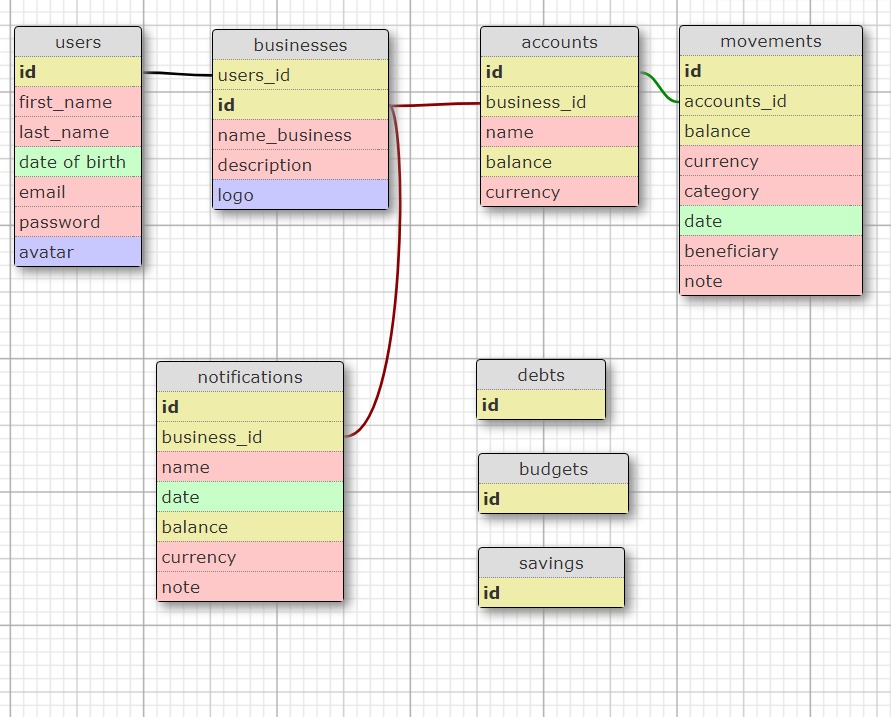 users
id
first_name
last_name
date of birth
email
password
avatar
businesses
users_id
id
name_business
description
logo
accounts
id
business_id
name
balance
currency
movements
id
accounts_id
balance
currency
category
date
beneficiary
note
notifications
id
business_id
name
date
balance
currency
note
debts
id
budgets
id
savings
id